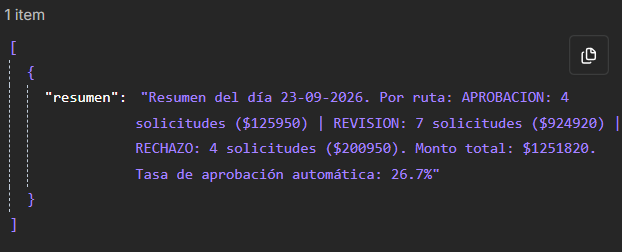 1 item
[
{
"resumen": "Resumen del día 23-09-2026. Por ruta: APROBACION: 4
solicitudes ($125950) | REVISION: 7 solicitudes ($924920) |
RECHAZO: 4 solicitudes ($200950). Monto total: $1251820.
Tasa de aprobación automática: 26.7%"
}
]